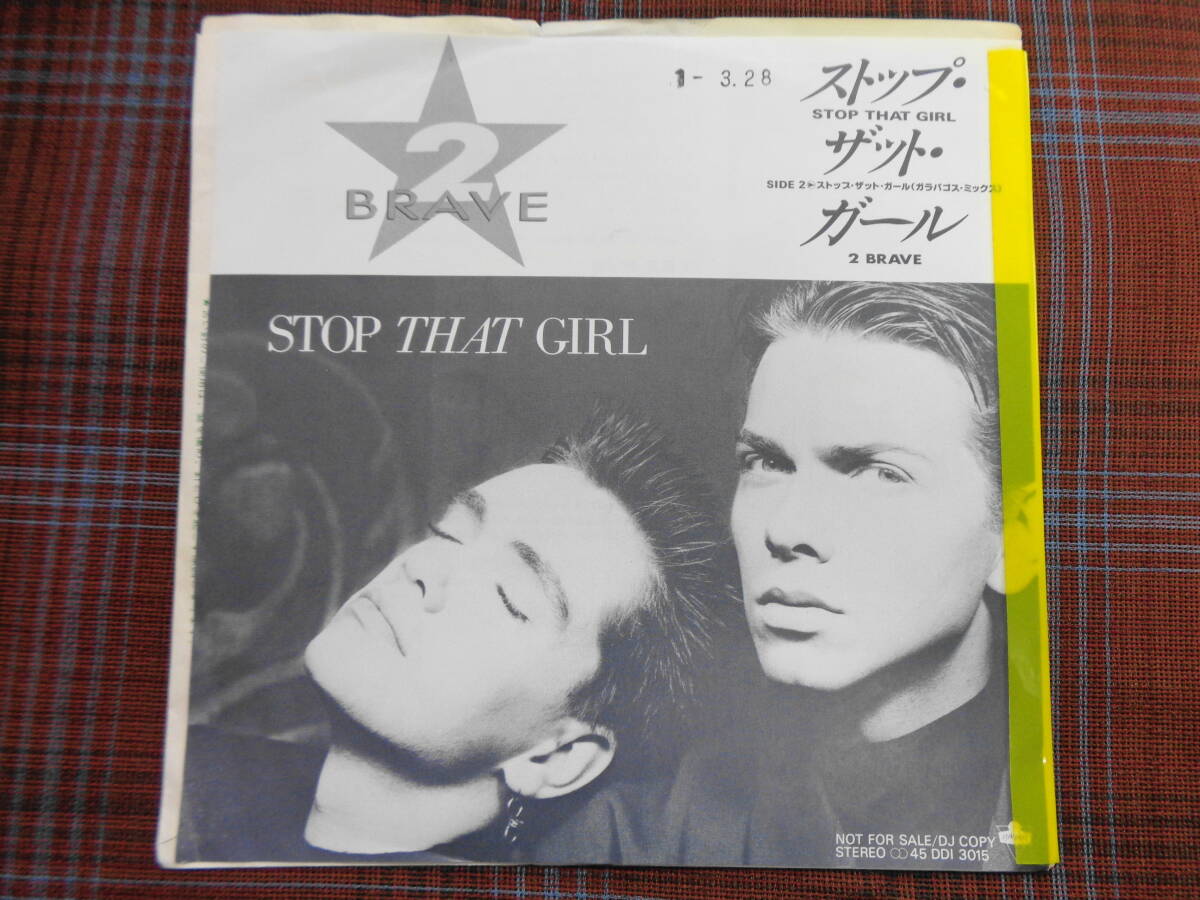 2
BRAVE
1- 3.28
ストップ・
STOP THAT GIRL
ザット・
SIDE 2▶ストップ・ザット・ガール(ガラパゴス・ミックス)
ガール
2 BRAVE
STOP THAT GIRL
NOT FOR SALE/DJ COPY
STEREO 45 DDI 3015